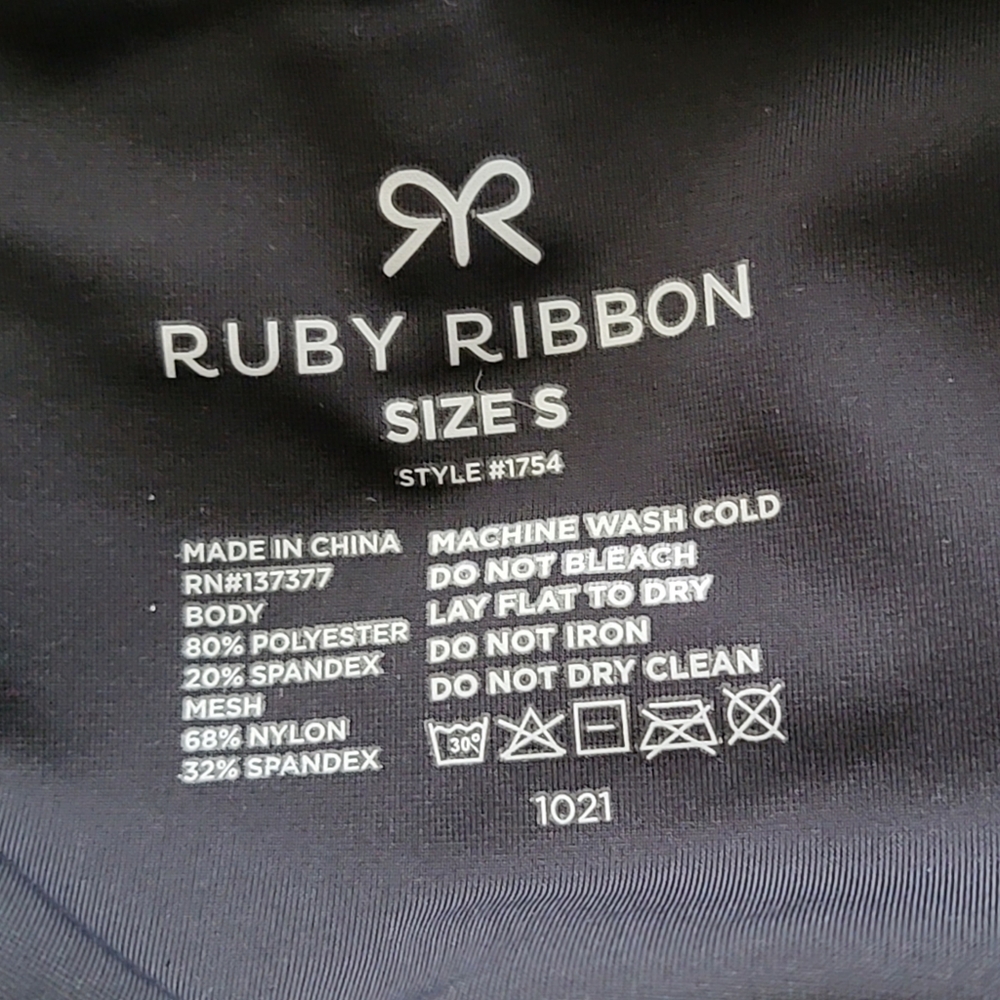 RUBY RIBBON
SIZE S
STYLE #1754
MADE IN CHINA
RN#137377
BODY
80% POLYESTER
20% SPANDEX
MESH
68% NYLON
32% SPANDEX
MACHINE WASH COLD
DO NOT BLEACH
LAY FLAT TO DRY
DO NOT IRON
DO NOT DRY CLEAN
30°
1021